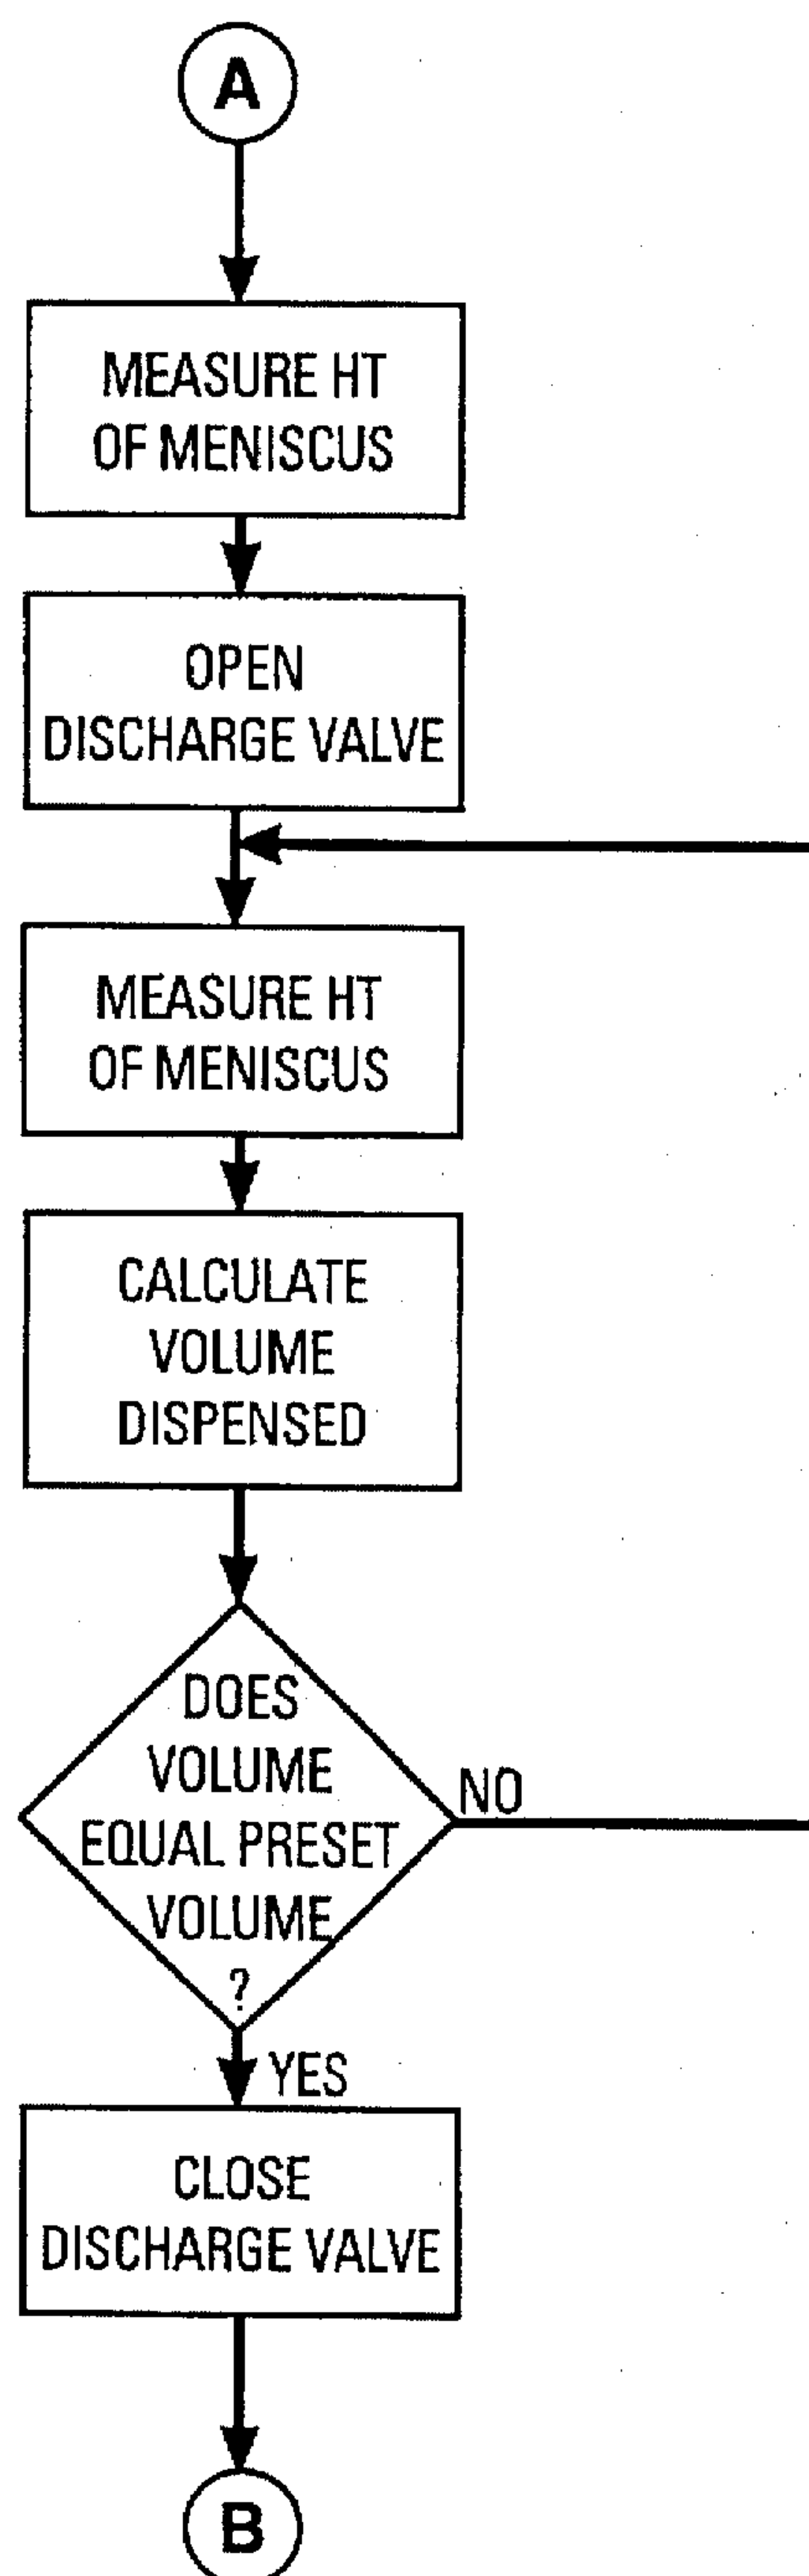 A
MEASURE HT
OF MENISCUS
OPEN
DISCHARGE VALVE
MEASURE HT
OF MENISCUS
CALCULATE
VOLUME
DISPENSED
DOES
VOLUME
EQUAL PRESET
VOLUME
?
NO
YES
CLOSE
DISCHARGE VALVE
B